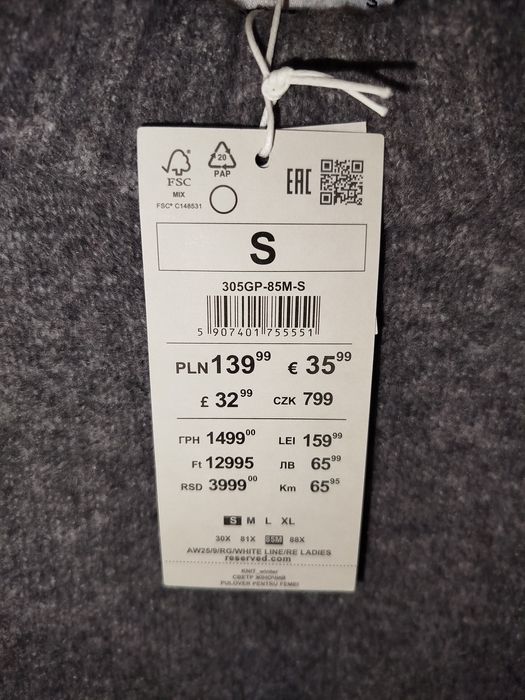 S
20
PAP
FSC
MIX
FSC® C148531
EAC
S
305GP-85M-S
5 907401 755551
PLN 139 99 € 35 99
£ 32 99 CZK 799
ГРН 1499 00 LEI 159 99
Ft 12995 ЛВ 65 99
RSD 3999 00 Km 65 95
S M L XL
30X 81X 85M 88X
AW25/9/RG/WHITE LINE/RE LADIES
reserved.com
KNIT_winter
СВЕТР ЖІНОЧИЙ
PULOVER PENTRU FEMEI